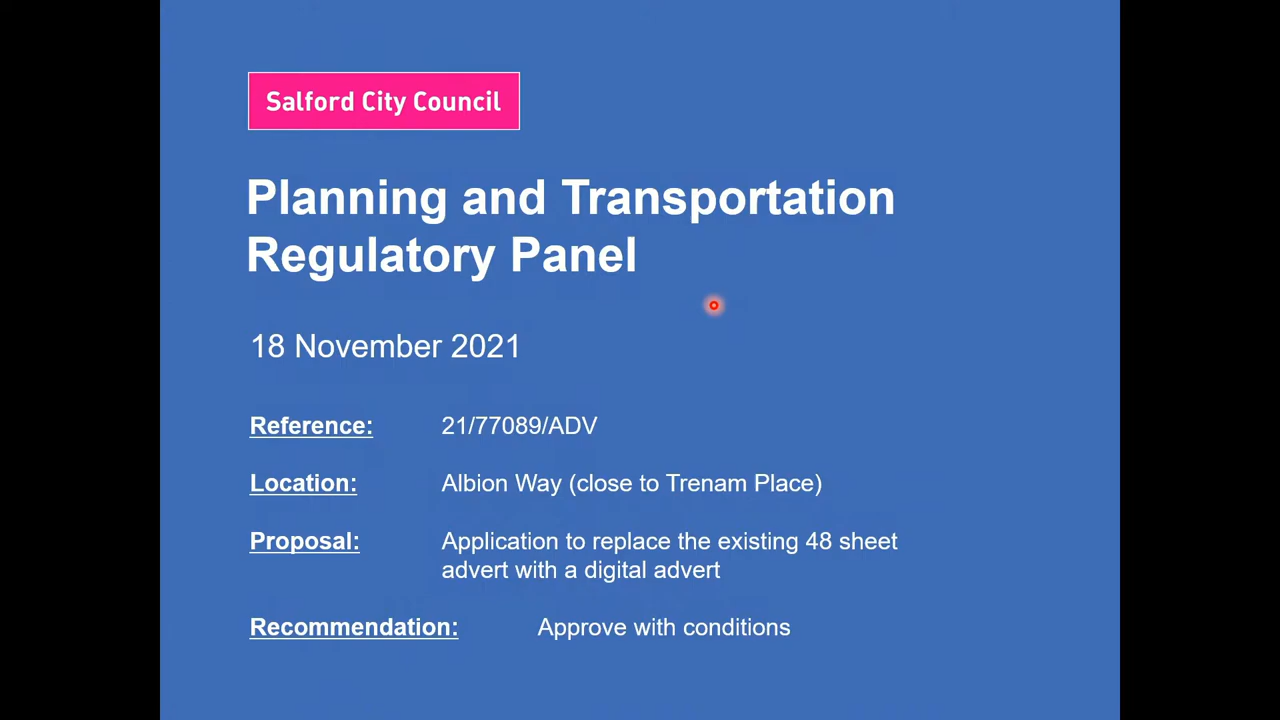 Salford City Council
Planning and Transportation
Regulatory Panel
18 November 2021
Reference: 21/77089/ADV
Location: Albion Way (close to Trenam Place)
Proposal: Application to replace the existing 48 sheet
advert with a digital advert
Recommendation: Approve with conditions